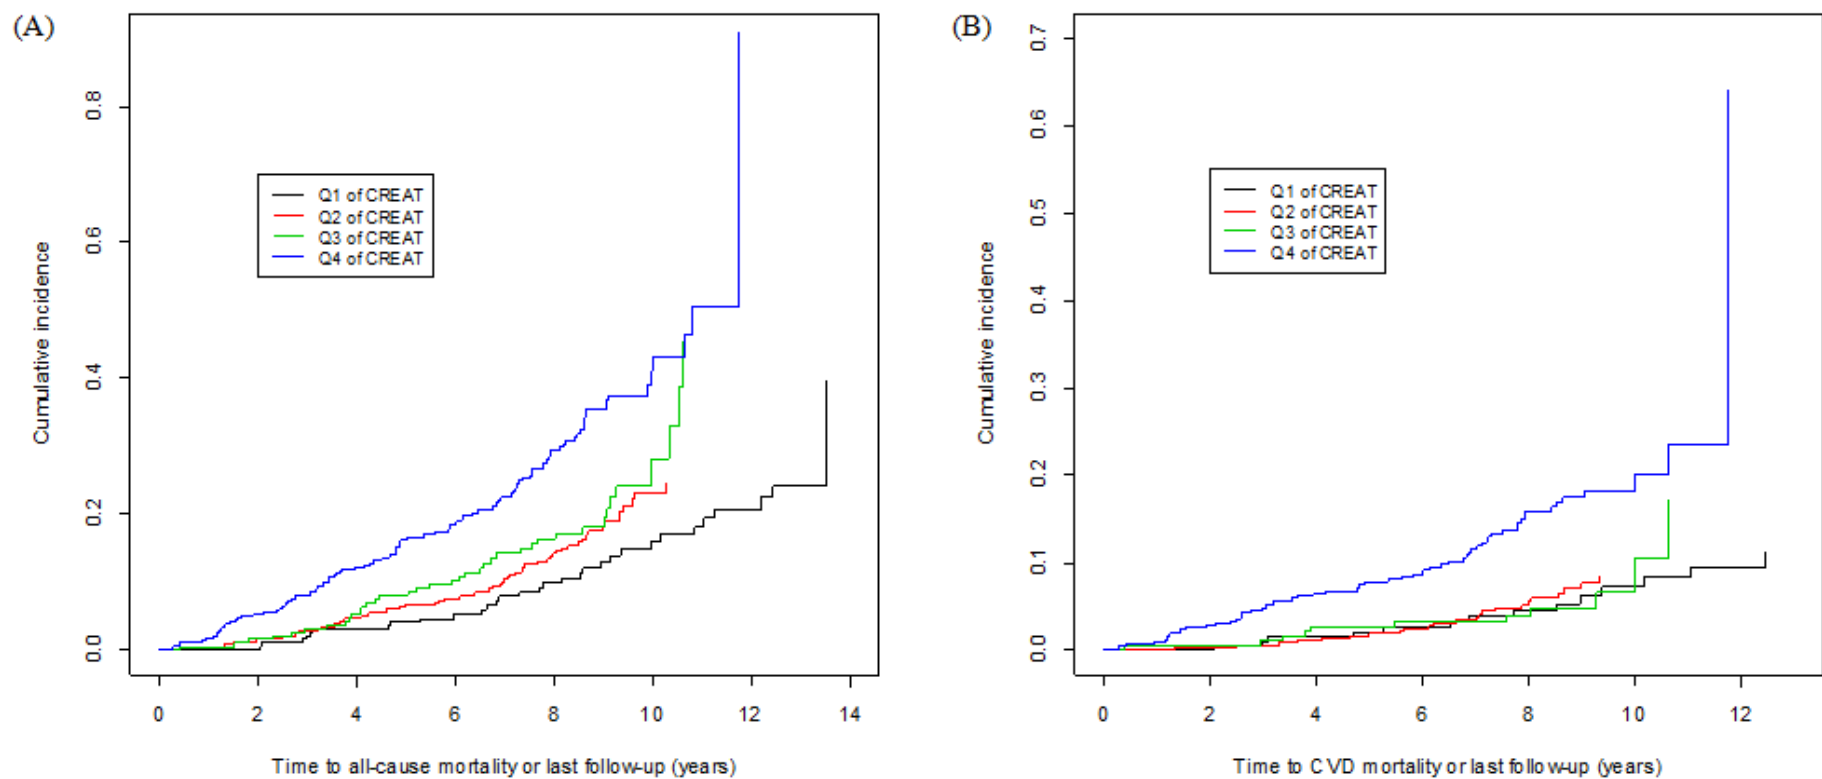 (A)
Cumulative incidence
0.8
0.6
0.4
0.2
0.0
Q1 of CREAT
Q2 of CREAT
Q3 of CREAT
Q4 of CREAT
0 2 4 6 8 10 12 14
Time to all-cause mortality or last follow-up (years)
(B)
Cumulative incidence
0.7
0.6
0.5
0.4
0.3
0.2
0.1
0.0
Q1 of CREAT
Q2 of CREAT
Q3 of CREAT
Q4 of CREAT
0 2 4 6 8 10 12
Time to CVD mortality or last follow-up (years)